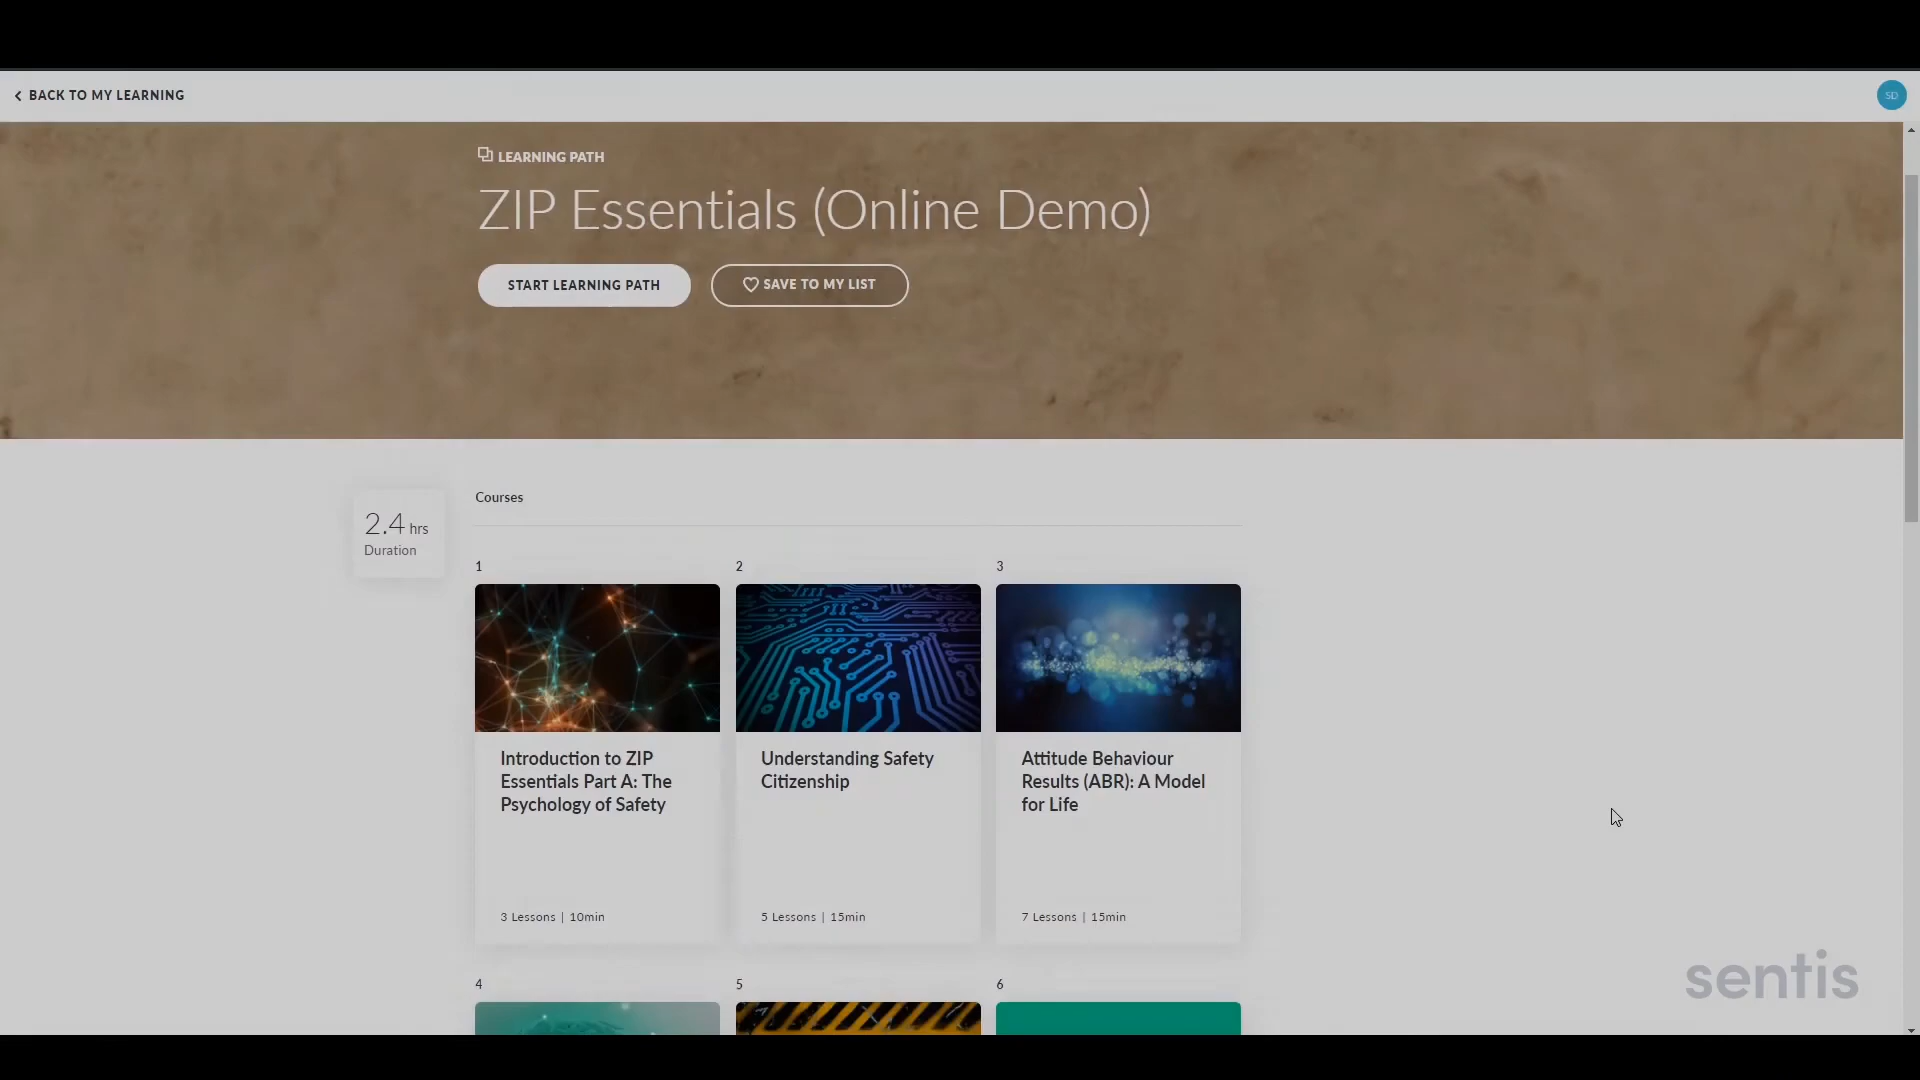 BACK TO MY LEARNING
SD
LEARNING PATH
ZIP Essentials (Online Demo)
START LEARNING PATH
SAVE TO MY LIST
2.4 hrs
Duration
Courses
1
2
3
Introduction to ZIP
Essentials Part A: The
Psychology of Safety
3 Lessons | 10min
Understanding Safety
Citizenship
5 Lessons | 15min
Attitude Behaviour
Results (ABR): A Model
for Life
7 Lessons | 15min
4
5
6
sentis